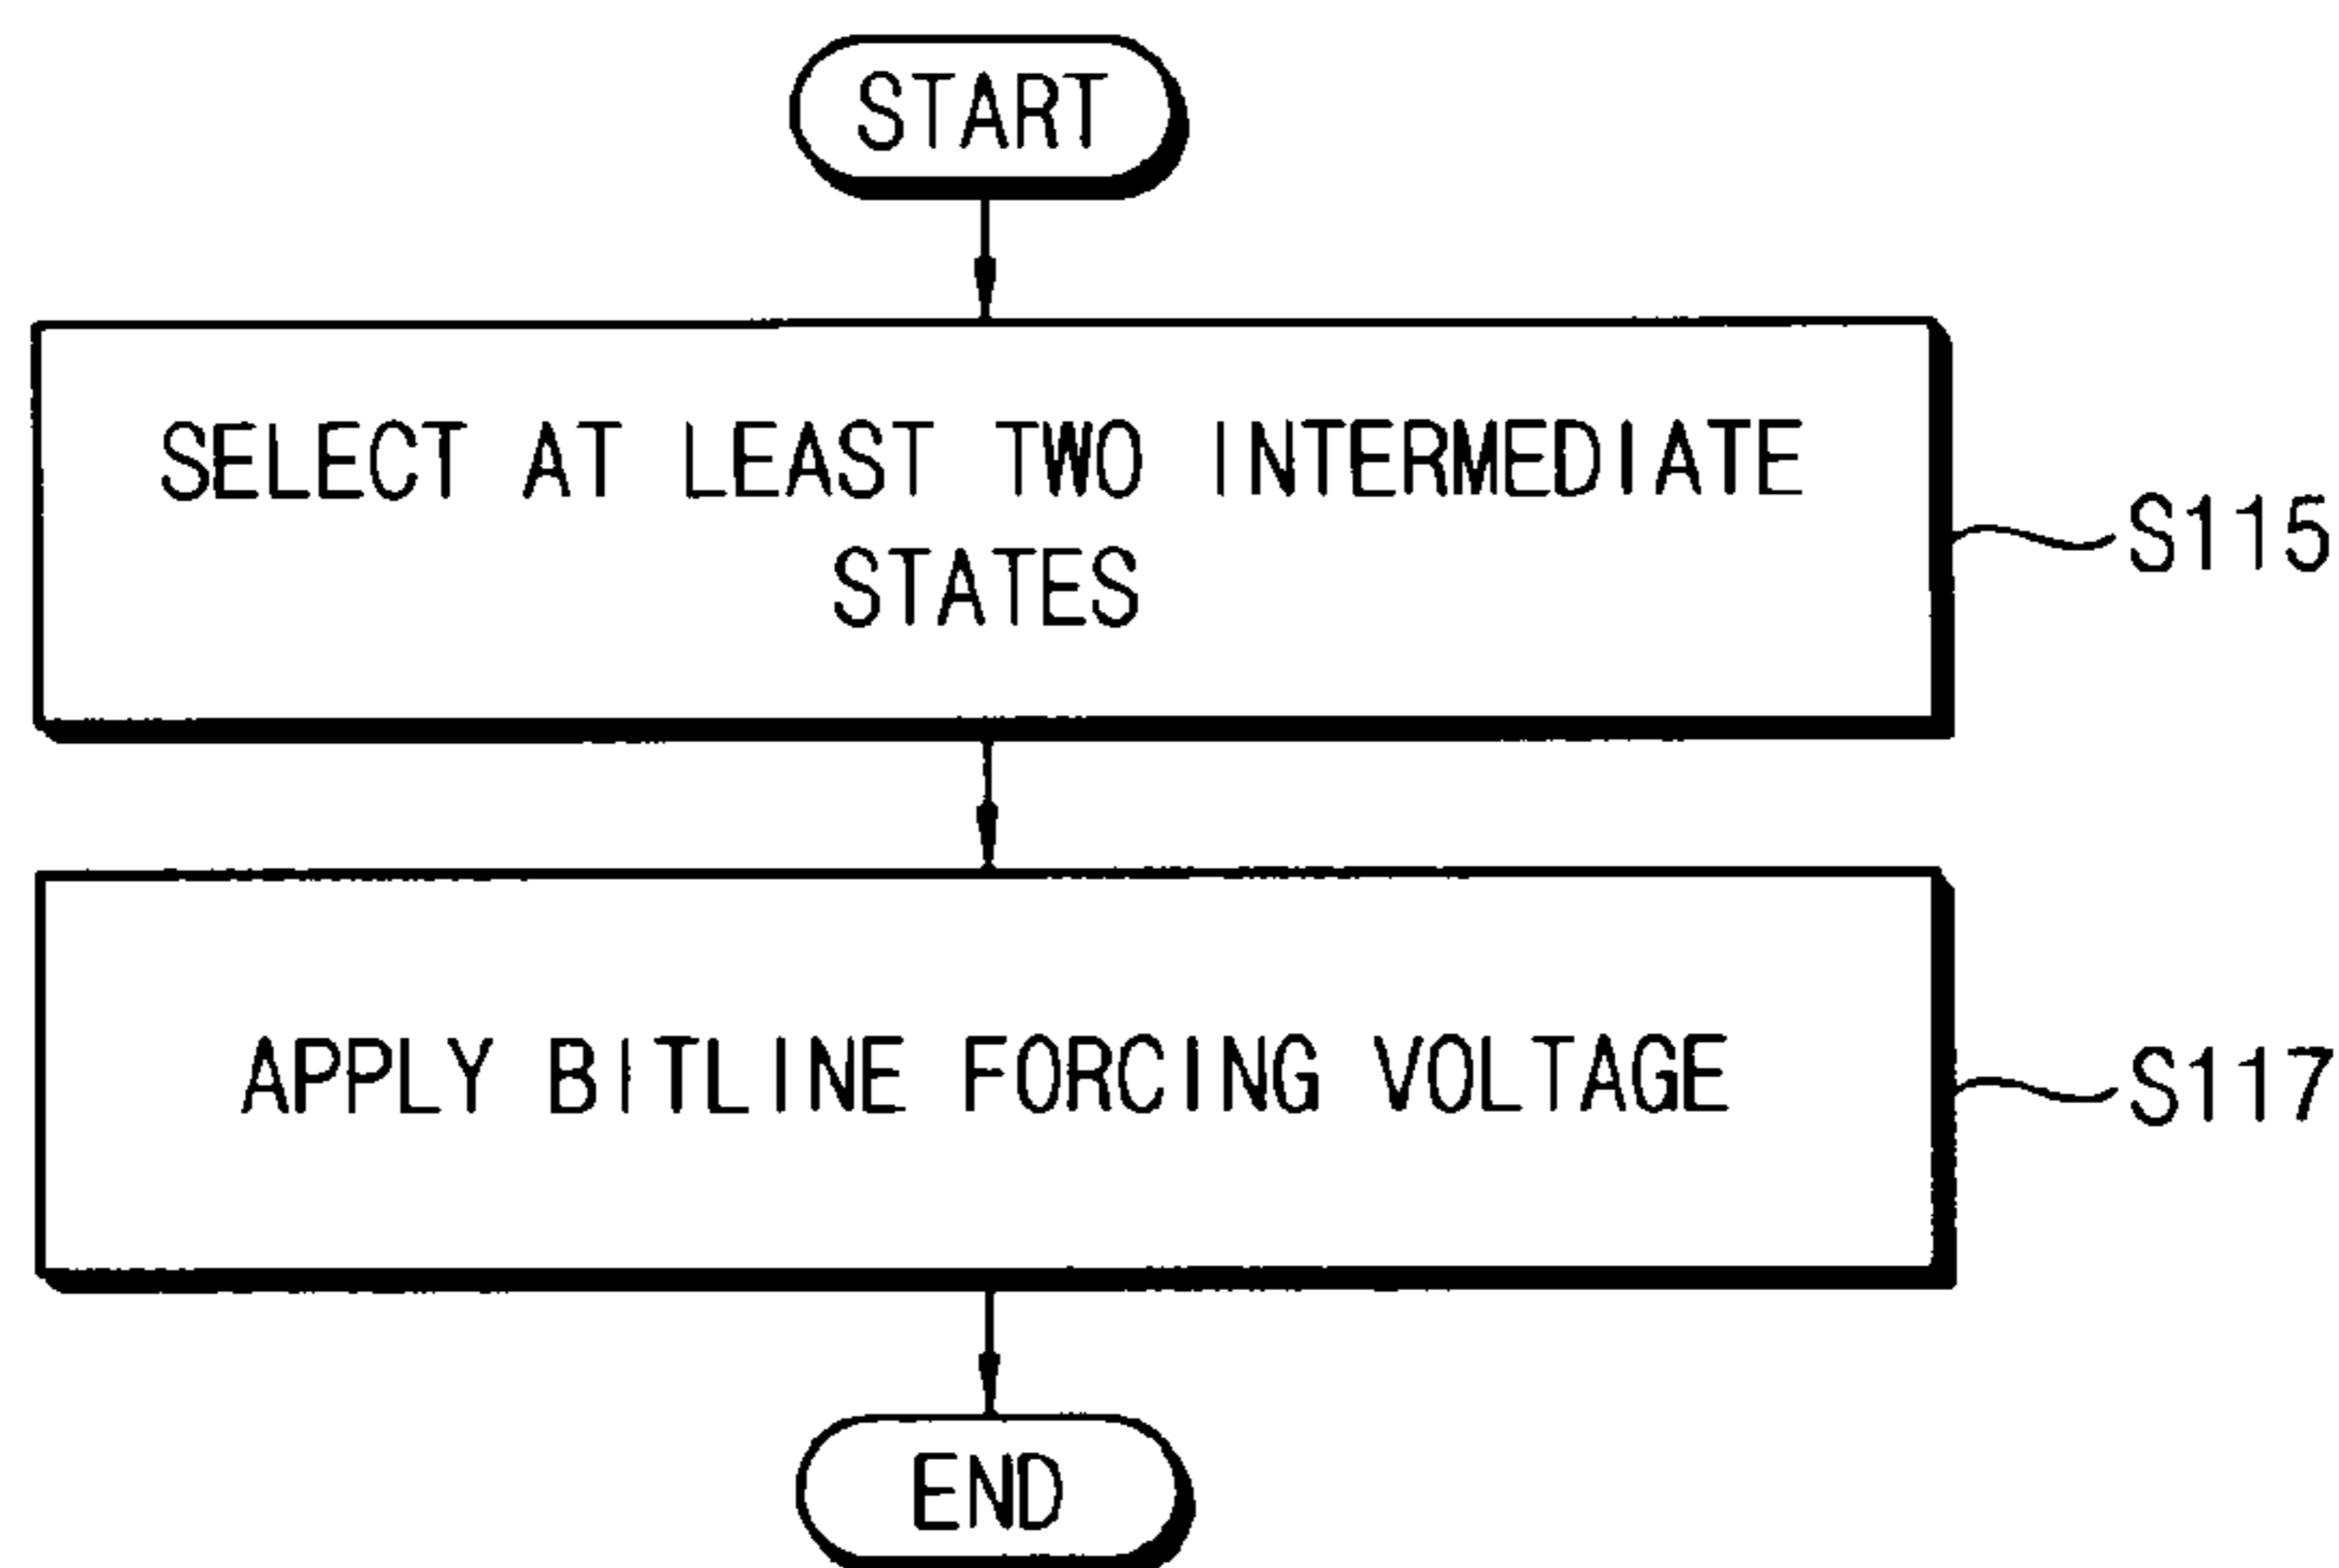 START
SELECT AT LEAST TWO INTERMEDIATE
STATES
S115
APPLY BITLINE FORCING VOLTAGE
S117
END